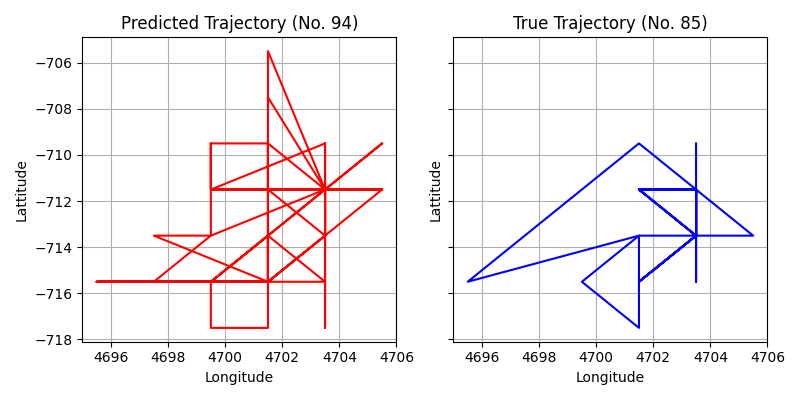 Predicted Trajectory (No. 94)
True Trajectory (No. 85)
−706
−708
−710
−712
−714
−716
−718
Lattitude
Lattitude
4696 4698 4700 4702 4704 4706
4696 4698 4700 4702 4704 4706
Longitude
Longitude